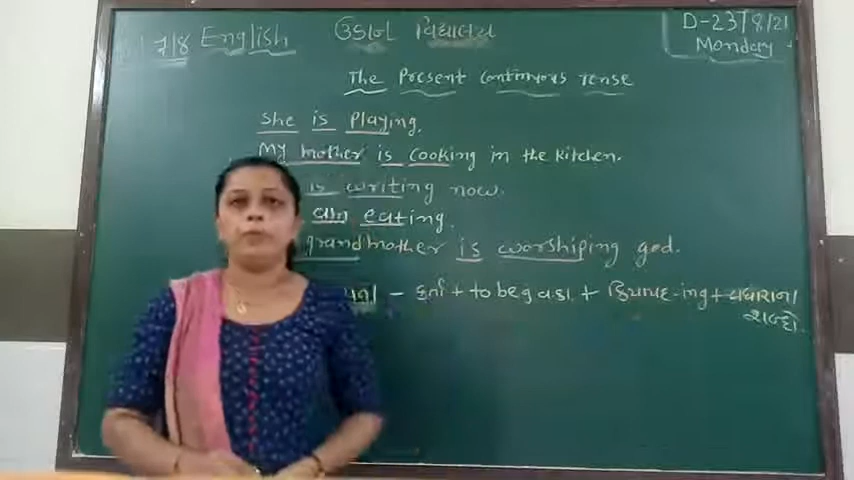 7/8 English ઉડાન વિદ્યાલય D-23/8/21
Monday
The Present Continuous Tense
She is playing.
My mother is cooking in the kitchen.
is writing now.
am eating.
grandmother is worshiping god.
ના - કર્તા + to be નું વ.કા + ક્રિયાપદ-ing + વધારાના
શબ્દો.